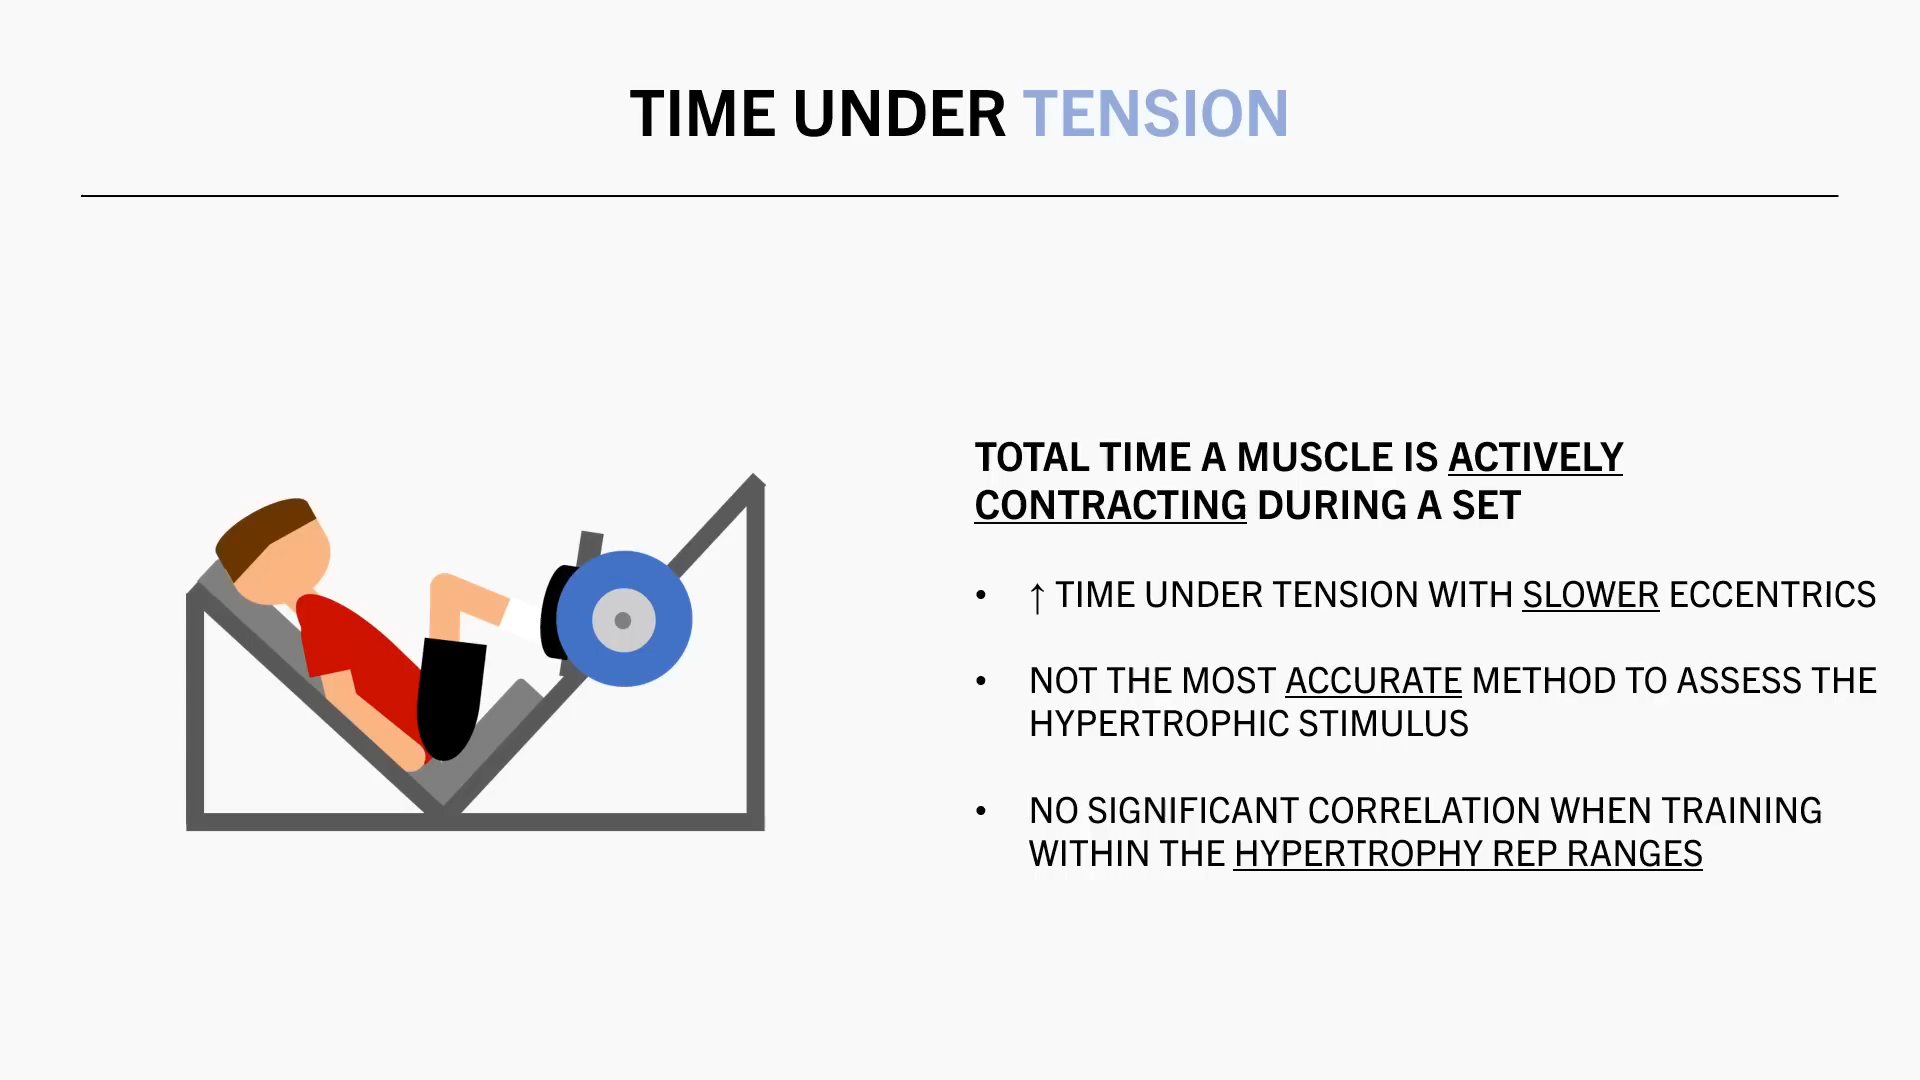 TIME UNDER TENSION
TOTAL TIME A MUSCLE IS ACTIVELY
CONTRACTING DURING A SET
• ↑ TIME UNDER TENSION WITH SLOWER ECCENTRICS
• NOT THE MOST ACCURATE METHOD TO ASSESS THE
HYPERTROPHIC STIMULUS
• NO SIGNIFICANT CORRELATION WHEN TRAINING
WITHIN THE HYPERTROPHY REP RANGES